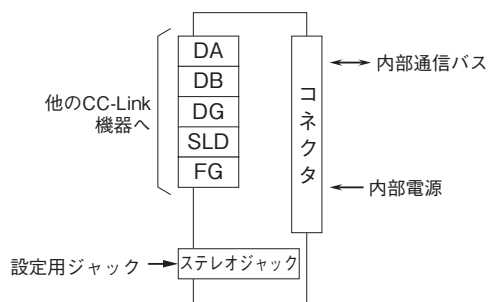 他のCC-Link
機器へ
DA
DB
DG
SLD
FG
コネクタ
内部通信バス
内部電源
設定用ジャック
ステレオジャック